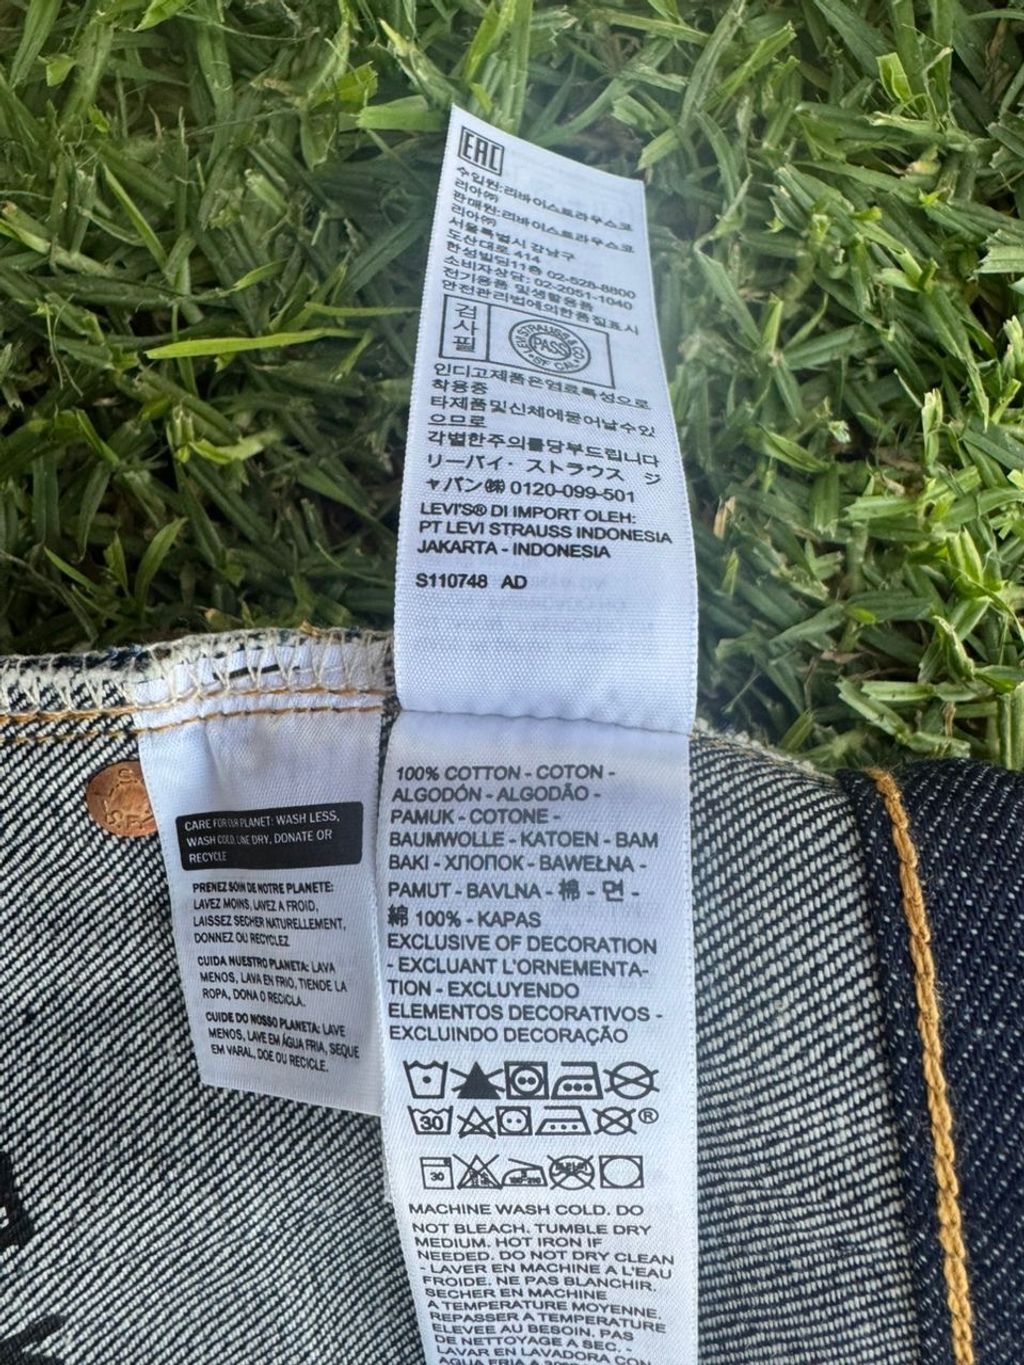 EAC
수입원:리바이스트라우스코
리아㈜
판매원:리바이스트라우스코
리아㈜
서울특별시 강남구
도산대로 414
한성빌딩11층 02-528-8800
소비자상담: 02-2051-1040
전기용품 및생활용품
안전관리법에의한품질표시
검사필
LEVI STRAUSS & CO
PASS
SF CAL
인디고제품은염료특성으로
착용중
타제품및신체에묻어날수있
으므로
각별한주의를당부드립니다
リーバイ・ストラウス ジ
ャパン㈱ 0120-099-501
LEVI'S® DI IMPORT OLEH:
PT LEVI STRAUSS INDONESIA
JAKARTA - INDONESIA
S110748 AD
CARE FOR OUR PLANET: WASH LESS,
WASH COLD, LINE DRY, DONATE OR
RECYCLE
PRENEZ SOIN DE NOTRE PLANETE:
LAVEZ MOINS, LAVEZ A FROID,
LAISSEZ SECHER NATURELLEMENT,
DONNEZ OU RECYCLEZ
CUIDA NUESTRO PLANETA: LAVA
MENOS, LAVA EN FRIO, TIENDE LA
ROPA, DONA O RECICLA.
CUIDE DO NOSSO PLANETA: LAVE
MENOS, LAVE EM ÁGUA FRIA, SEQUE
EM VARAL, DOE OU RECICLE.
100% COTTON - COTON -
ALGODÓN - ALGODÃO -
PAMUK - COTONE -
BAUMWOLLE - KATOEN - BAM
BAKI - ХЛОПОК - BAWEŁNA -
PAMUT - BAVLNA - 棉 - 면 -
綿 100% - KAPAS
EXCLUSIVE OF DECORATION
- EXCLUANT L'ORNEMENTA-
TION - EXCLUYENDO
ELEMENTOS DECORATIVOS -
EXCLUINDO DECORAÇÃO
30 ®
30
MACHINE WASH COLD. DO
NOT BLEACH. TUMBLE DRY
MEDIUM. HOT IRON IF
NEEDED. DO NOT DRY CLEAN
- LAVER EN MACHINE A L'EAU
FROIDE. NE PAS BLANCHIR.
SECHER EN MACHINE
A TEMPERATURE MOYENNE.
REPASSER A TEMPERATURE
ELEVEE AU BESOIN. PAS
DE NETTOYAGE A SEC. -
LAVAR EN LAVADORA CON